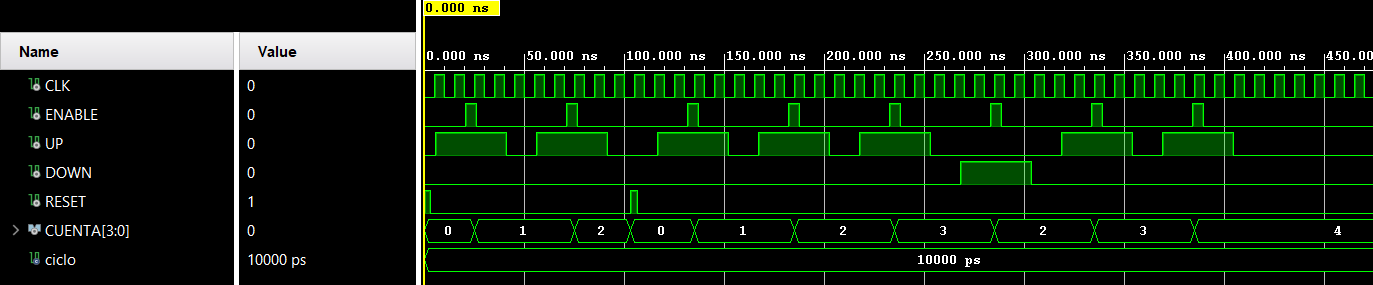 0.000 ns
Name Value
0.000 ns 50.000 ns 100.000 ns 150.000 ns 200.000 ns 250.000 ns 300.000 ns 350.000 ns 400.000 ns 450.00
CLK 0
ENABLE 0
UP 0
DOWN 0
RESET 1
CUENTA[3:0] 0 0 1 2 0 1 2 3 2 3 4
ciclo 10000 ps 10000 ps